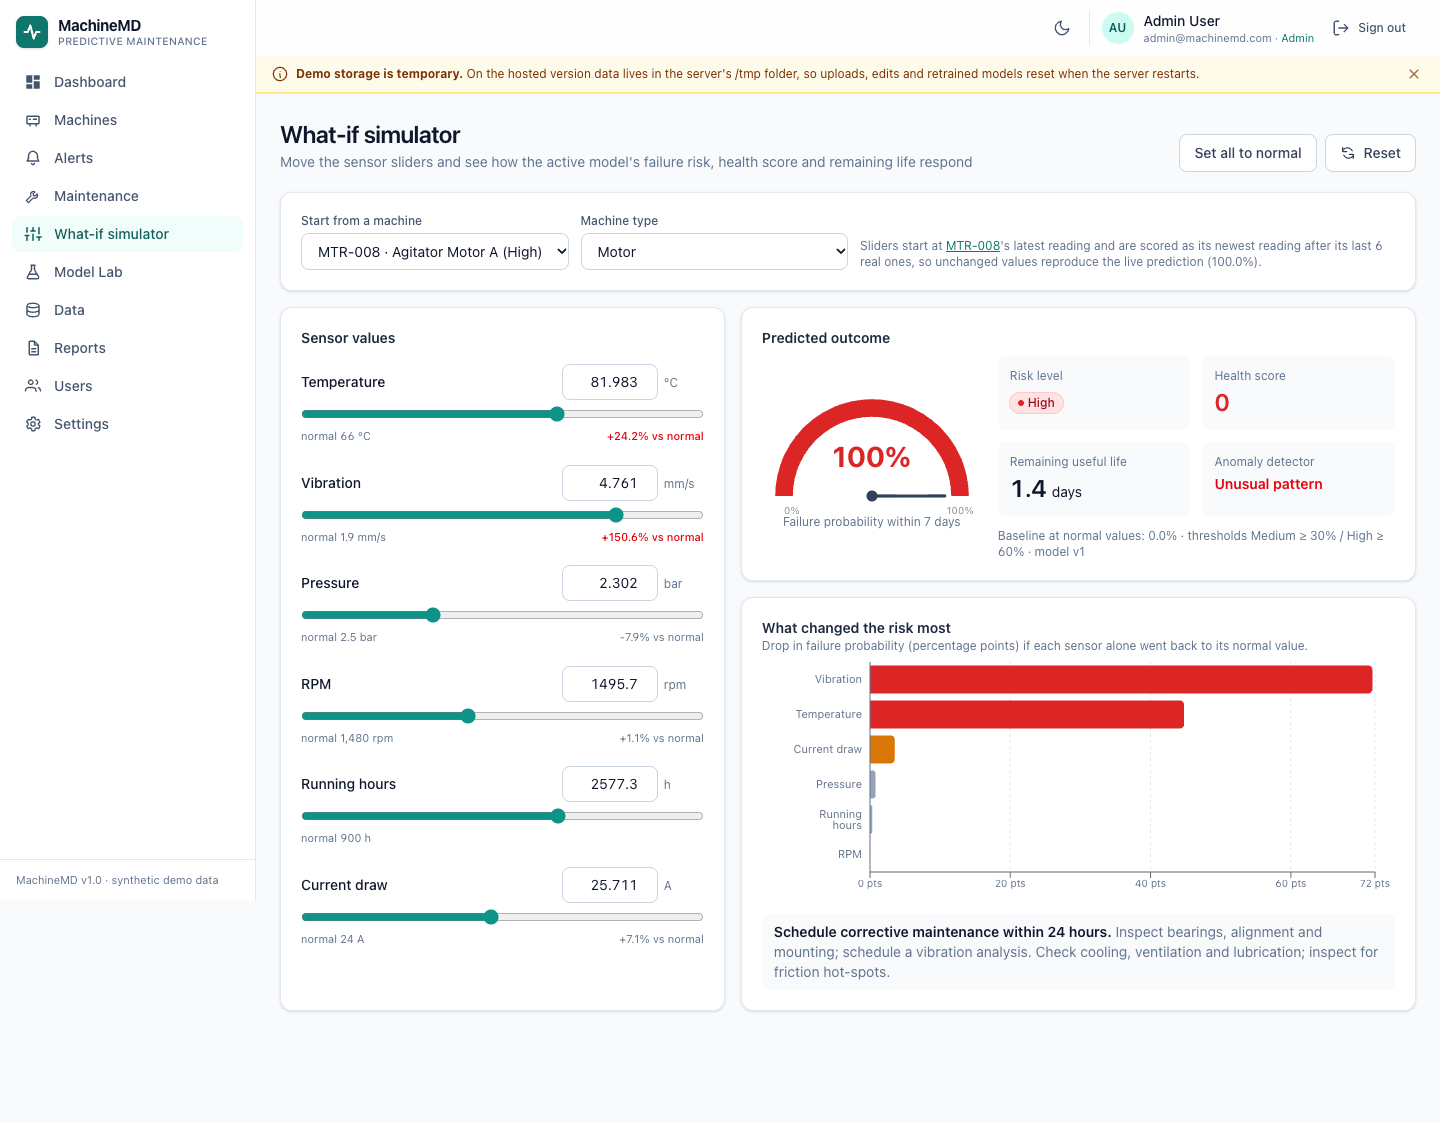 MachineMD
PREDICTIVE MAINTENANCE
Dashboard
Machines
Alerts
Maintenance
What-if simulator
Model Lab
Data
Reports
Users
Settings
MachineMD v1.0 · synthetic demo data
AU
Admin User
admin@machinemd.com · Admin
Sign out
Demo storage is temporary. On the hosted version data lives in the server's /tmp folder, so uploads, edits and retrained models reset when the server restarts.
What-if simulator
Move the sensor sliders and see how the active model's failure risk, health score and remaining life respond
Set all to normal
Reset
Start from a machine
MTR-008 · Agitator Motor A (High)
Machine type
Motor
Sliders start at MTR-008's latest reading and are scored as its newest reading after its last 6
real ones, so unchanged values reproduce the live prediction (100.0%).
Sensor values
Temperature
81.983 °C
normal 66 °C
+24.2% vs normal
Vibration
4.761 mm/s
normal 1.9 mm/s
+150.6% vs normal
Pressure
2.302 bar
normal 2.5 bar
-7.9% vs normal
RPM
1495.7 rpm
normal 1,480 rpm
+1.1% vs normal
Running hours
2577.3 h
normal 900 h
Current draw
25.711 A
normal 24 A
+7.1% vs normal
Predicted outcome
100%
0%
100%
Failure probability within 7 days
Risk level
High
Health score
0
Remaining useful life
1.4 days
Anomaly detector
Unusual pattern
Baseline at normal values: 0.0% · thresholds Medium ≥ 30% / High ≥
60% · model v1
What changed the risk most
Drop in failure probability (percentage points) if each sensor alone went back to its normal value.
Vibration
Temperature
Current draw
Pressure
Running
hours
RPM
0 pts
20 pts
40 pts
60 pts
72 pts
Schedule corrective maintenance within 24 hours. Inspect bearings, alignment and
mounting; schedule a vibration analysis. Check cooling, ventilation and lubrication; inspect for
friction hot-spots.